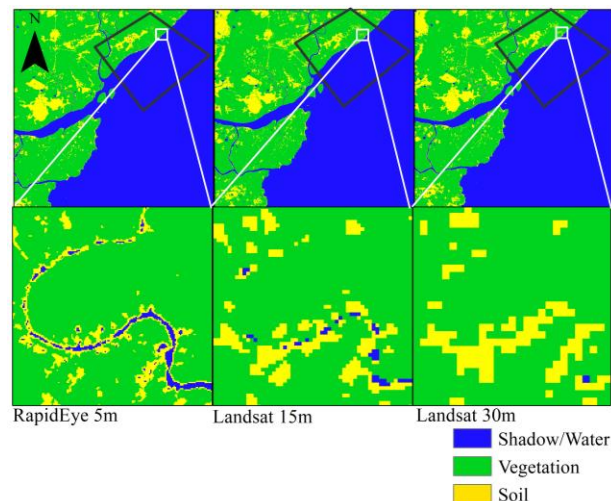 N
RapidEye 5m
Landsat 15m
Landsat 30m
Shadow/Water
Vegetation
Soil